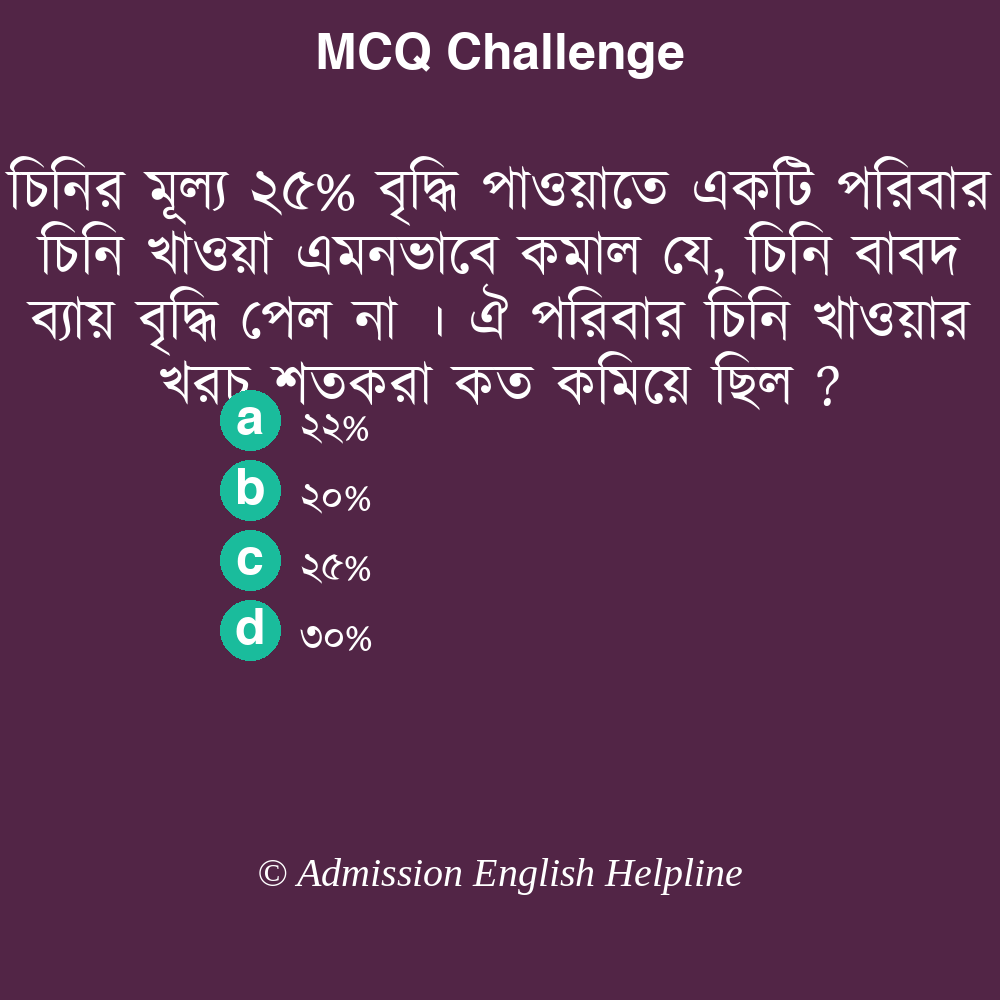 MCQ Challenge
চিনির মূল্য ২৫% বৃদ্ধি পাওয়াতে একটি পরিবার
চিনি খাওয়া এমনভাবে কমাল যে, চিনি বাবদ
ব্যায় বৃদ্ধি পেল না । ঐ পরিবার চিনি খাওয়ার
খরচ শতকরা কত কমিয়ে ছিল ?
a ২২%
b ২০%
c ২৫%
d ৩০%
© Admission English Helpline